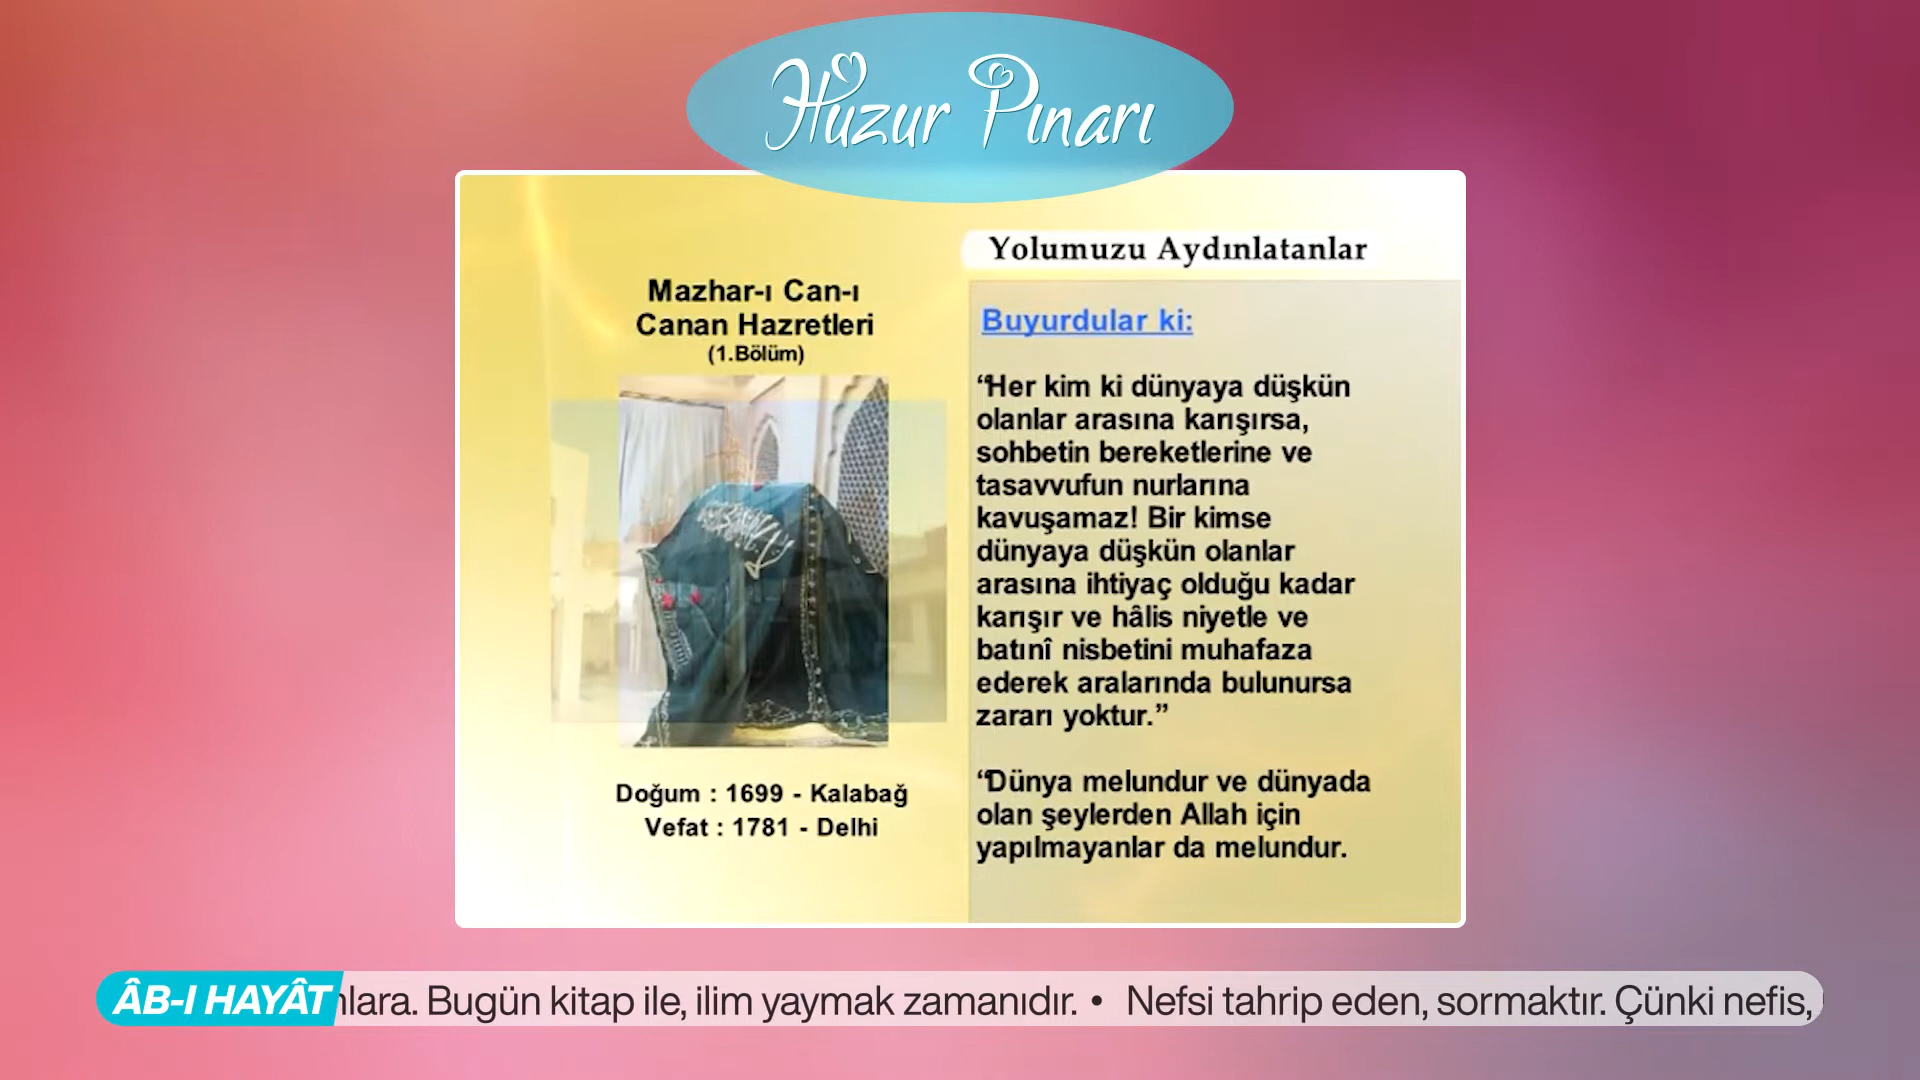 Huzur Pınarı
Yolumuzu Aydınlatanlar
Mazhar-ı Can-ı
Canan Hazretleri
(1.Bölüm)
Doğum : 1699 - Kalabağ
Vefat : 1781 - Delhi
Buyurdular ki:
“Her kim ki dünyaya düşkün
olanlar arasına karışırsa,
sohbetin bereketlerine ve
tasavvufun nurlarına
kavuşamaz! Bir kimse
dünyaya düşkün olanlar
arasına ihtiyaç olduğu kadar
karışır ve hâlis niyetle ve
batınî nisbetini muhafaza
ederek aralarında bulunursa
zararı yoktur.”
“Dünya melundur ve dünyada
olan şeylerden Allah için
yapılmayanlar da melundur.
ÂB-I HAYÂT nlara. Bugün kitap ile, ilim yaymak zamanıdır. • Nefsi tahrip eden, sormaktır. Çünki nefis,